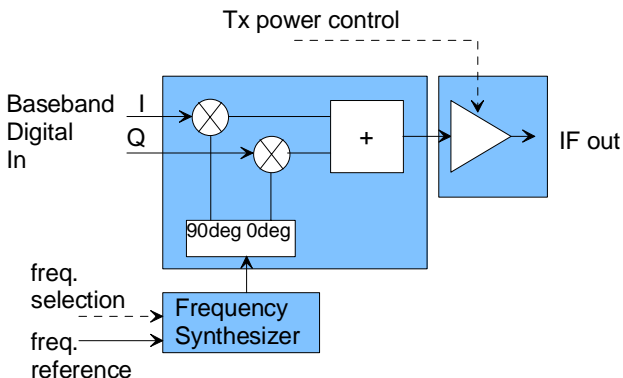 Tx power control
Baseband
Digital
In
I
Q
+
IF out
90deg 0deg
freq.
selection
Frequency
Synthesizer
freq.
reference